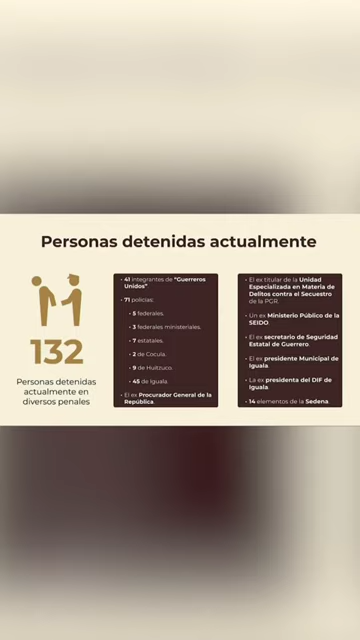 Personas detenidas actualmente
132
Personas detenidas
actualmente en
diversos penales
• 41 integrantes de "Guerreros
Unidos"
• 71 policías:
• 5 federales.
• 3 federales ministeriales.
• 7 estatales.
• 2 de Cocula.
• 9 de Huitzuco
• 45 de Iguala.
• El ex Procurador General de la
República.
• El ex titular de la Unidad
Especializada en Materia de
Delitos contra el Secuestro
de la PGR.
• Un ex Ministerio Público de la
SEIDO.
• El ex secretario de Seguridad
Estatal de Guerrero.
• El ex presidente Municipal de
Iguala.
• La ex presidenta del DIF de
Iguala.
• 14 elementos de la Sedena.